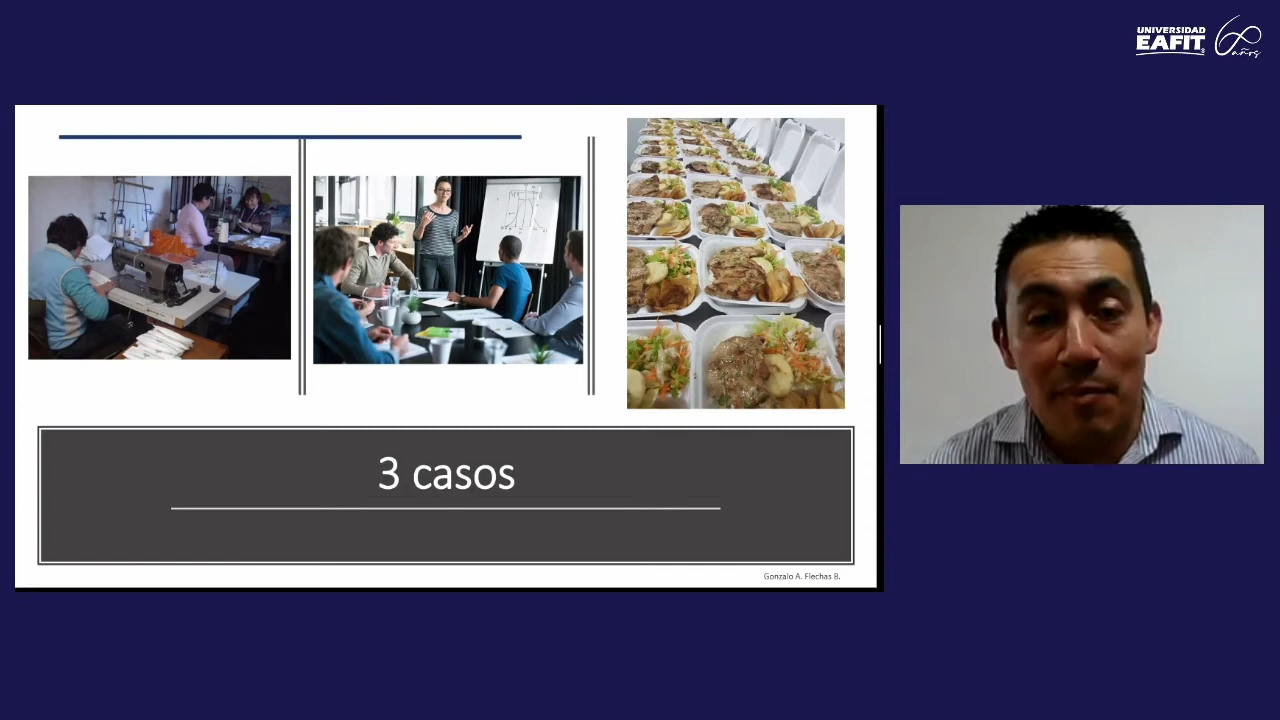 UNIVERSIDAD
EAFIT
60
años
3 casos
Gonzalo A. Flechas B.